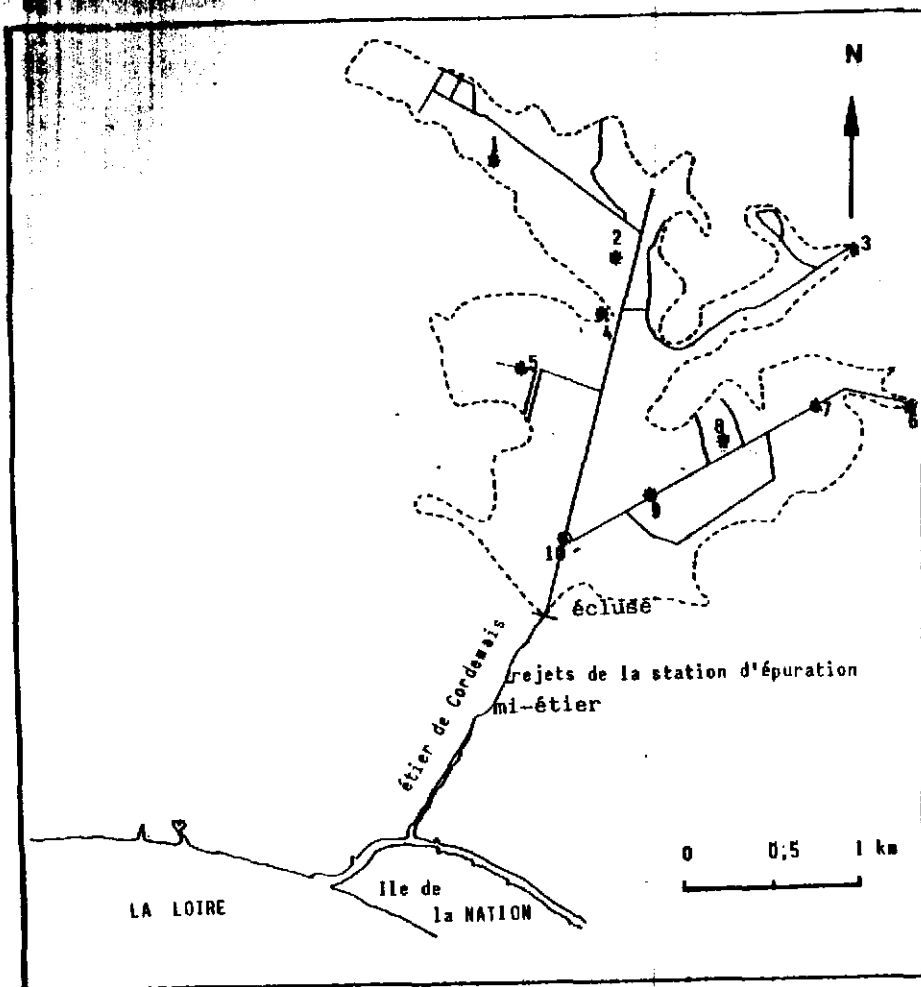 N
1
2
3
4
5
6
7
8
9
10
écluse
rejets de la station d'épuration
mi-étier
étier de Cordemais
0 0,5 1 km
LA LOIRE
Ile de
la NATION